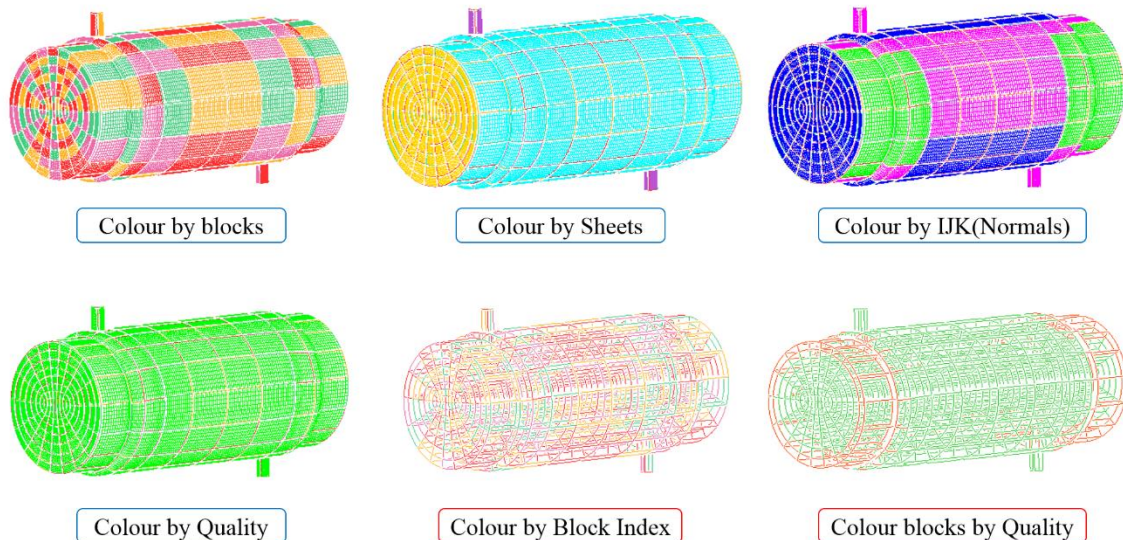 Colour by blocks
Colour by Sheets
Colour by IJK(Normals)
Colour by Quality
Colour by Block Index
Colour blocks by Quality